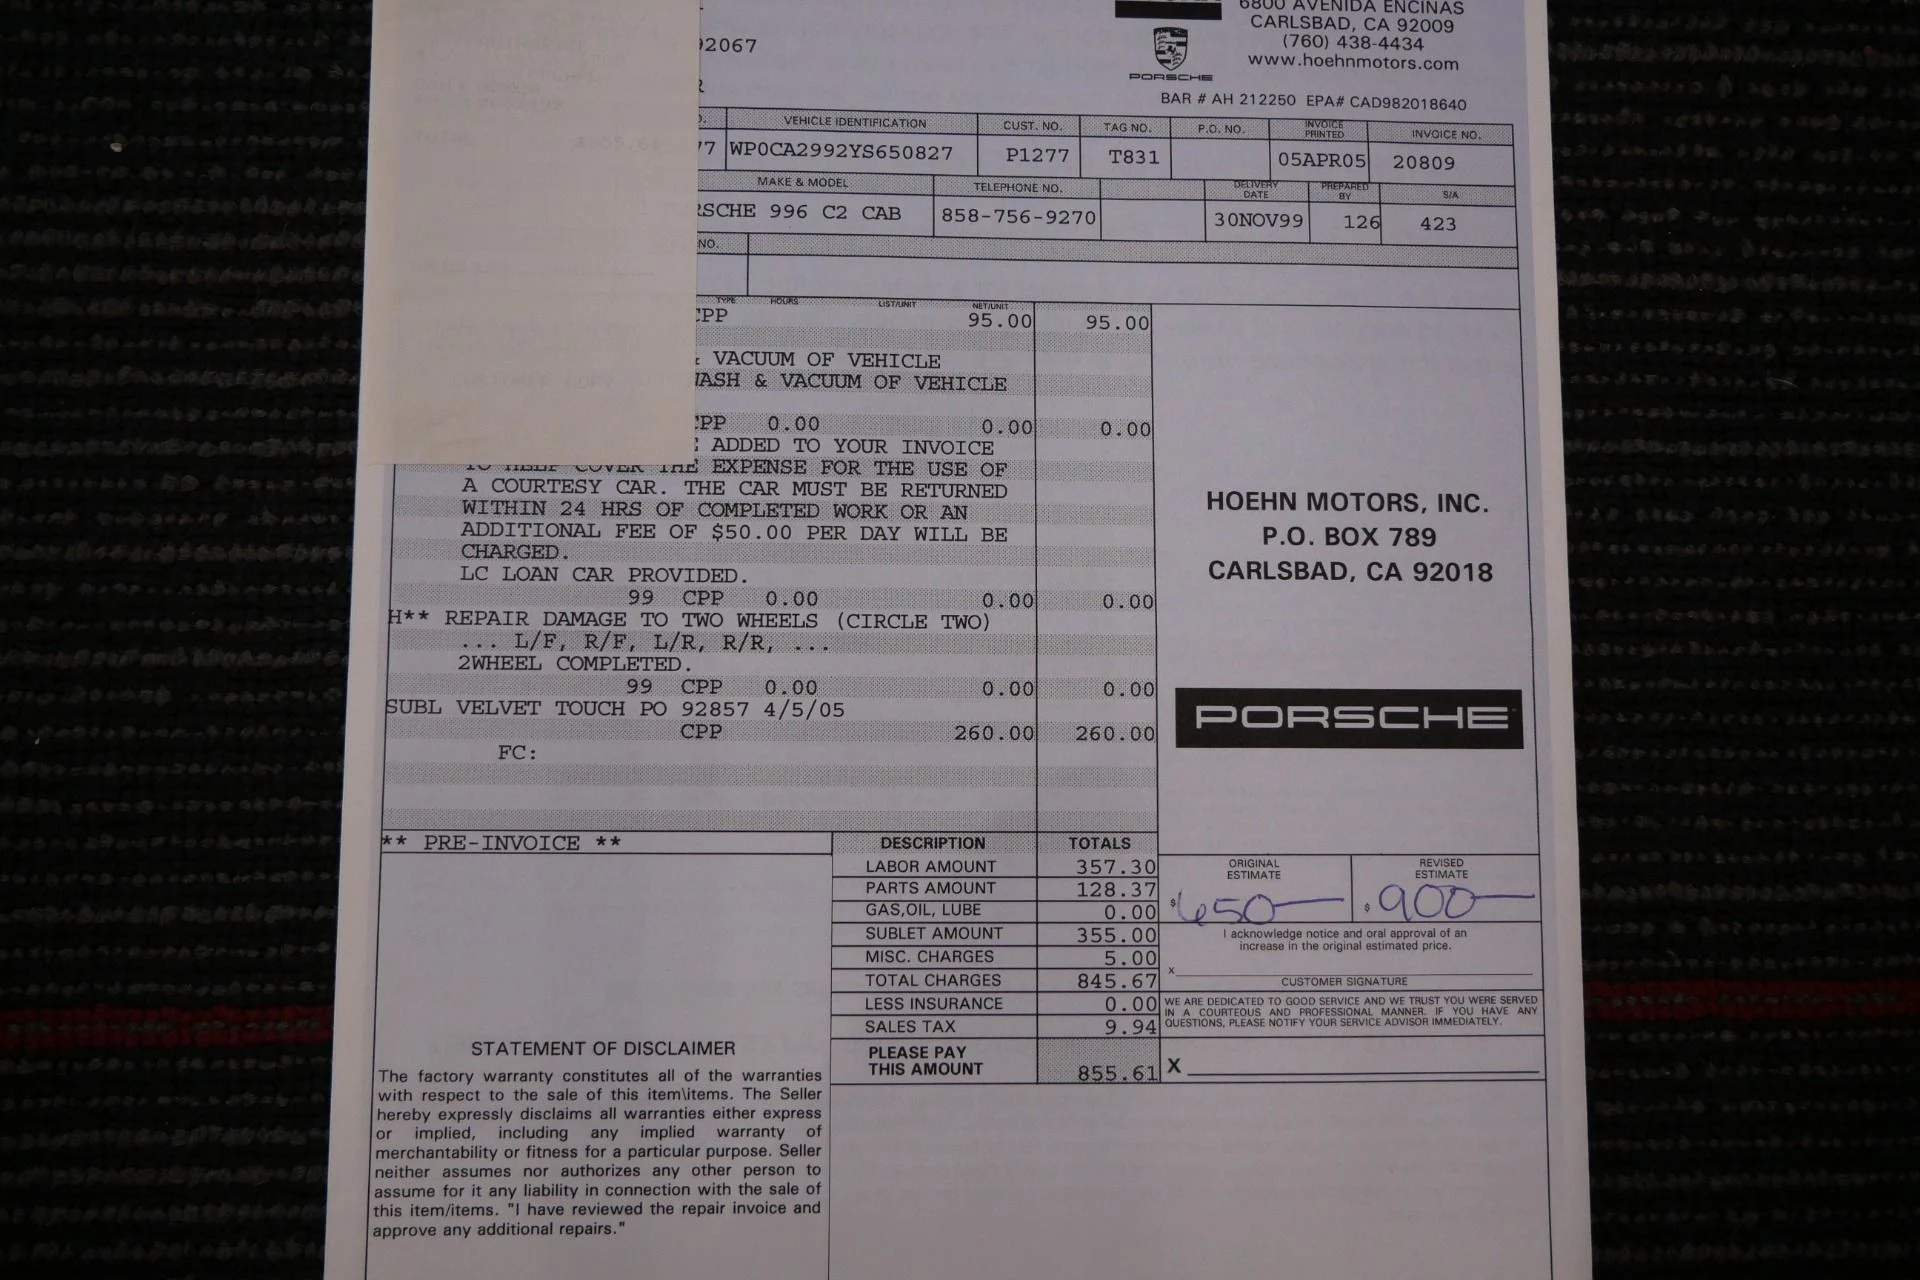 6800 AVENIDA ENCINAS
CARLSBAD, CA 92009
(760) 438-4434
www.hoehnmotors.com
PORSCHE
92067
BAR # AH 212250 EPA# CAD982018640
VEHICLE IDENTIFICATION CUST. NO. TAG NO. P.O. NO. INVOICE PRINTED INVOICE NO.
77 WP0CA2992YS650827 P1277 T831 05APR05 20809
MAKE & MODEL TELEPHONE NO. DELIVERY DATE PREPARED BY S/A
RSCHE 996 C2 CAB 858-756-9270 30NOV99 126 423
NO.
TYPE HOURS LIST/UNIT NET/UNIT
CPP 95.00 95.00
& VACUUM OF VEHICLE
WASH & VACUUM OF VEHICLE
CPP 0.00 0.00 0.00
ADDED TO YOUR INVOICE
TO HELP COVER THE EXPENSE FOR THE USE OF
A COURTESY CAR. THE CAR MUST BE RETURNED
WITHIN 24 HRS OF COMPLETED WORK OR AN
ADDITIONAL FEE OF $50.00 PER DAY WILL BE
CHARGED.
LC LOAN CAR PROVIDED.
99 CPP 0.00 0.00 0.00
H** REPAIR DAMAGE TO TWO WHEELS (CIRCLE TWO)
... L/F, R/F, L/R, R/R, ...
2WHEEL COMPLETED.
99 CPP 0.00 0.00 0.00
SUBL VELVET TOUCH PO 92857 4/5/05
CPP 260.00 260.00
FC:
HOEHN MOTORS, INC.
P.O. BOX 789
CARLSBAD, CA 92018
PORSCHE
** PRE-INVOICE **
DESCRIPTION TOTALS
LABOR AMOUNT 357.30
PARTS AMOUNT 128.37
GAS,OIL, LUBE 0.00
SUBLET AMOUNT 355.00
MISC. CHARGES 5.00
TOTAL CHARGES 845.67
LESS INSURANCE 0.00
SALES TAX 9.94
PLEASE PAY
THIS AMOUNT 855.61
ORIGINAL ESTIMATE REVISED ESTIMATE
$650— $900—
I acknowledge notice and oral approval of an
increase in the original estimated price.
X
CUSTOMER SIGNATURE
WE ARE DEDICATED TO GOOD SERVICE AND WE TRUST YOU WERE SERVED
IN A COURTEOUS AND PROFESSIONAL MANNER. IF YOU HAVE ANY
QUESTIONS, PLEASE NOTIFY YOUR SERVICE ADVISOR IMMEDIATELY.
X
STATEMENT OF DISCLAIMER
The factory warranty constitutes all of the warranties
with respect to the sale of this item\items. The Seller
hereby expressly disclaims all warranties either express
or implied, including any implied warranty of
merchantability or fitness for a particular purpose. Seller
neither assumes nor authorizes any other person to
assume for it any liability in connection with the sale of
this item/items. "I have reviewed the repair invoice and
approve any additional repairs."